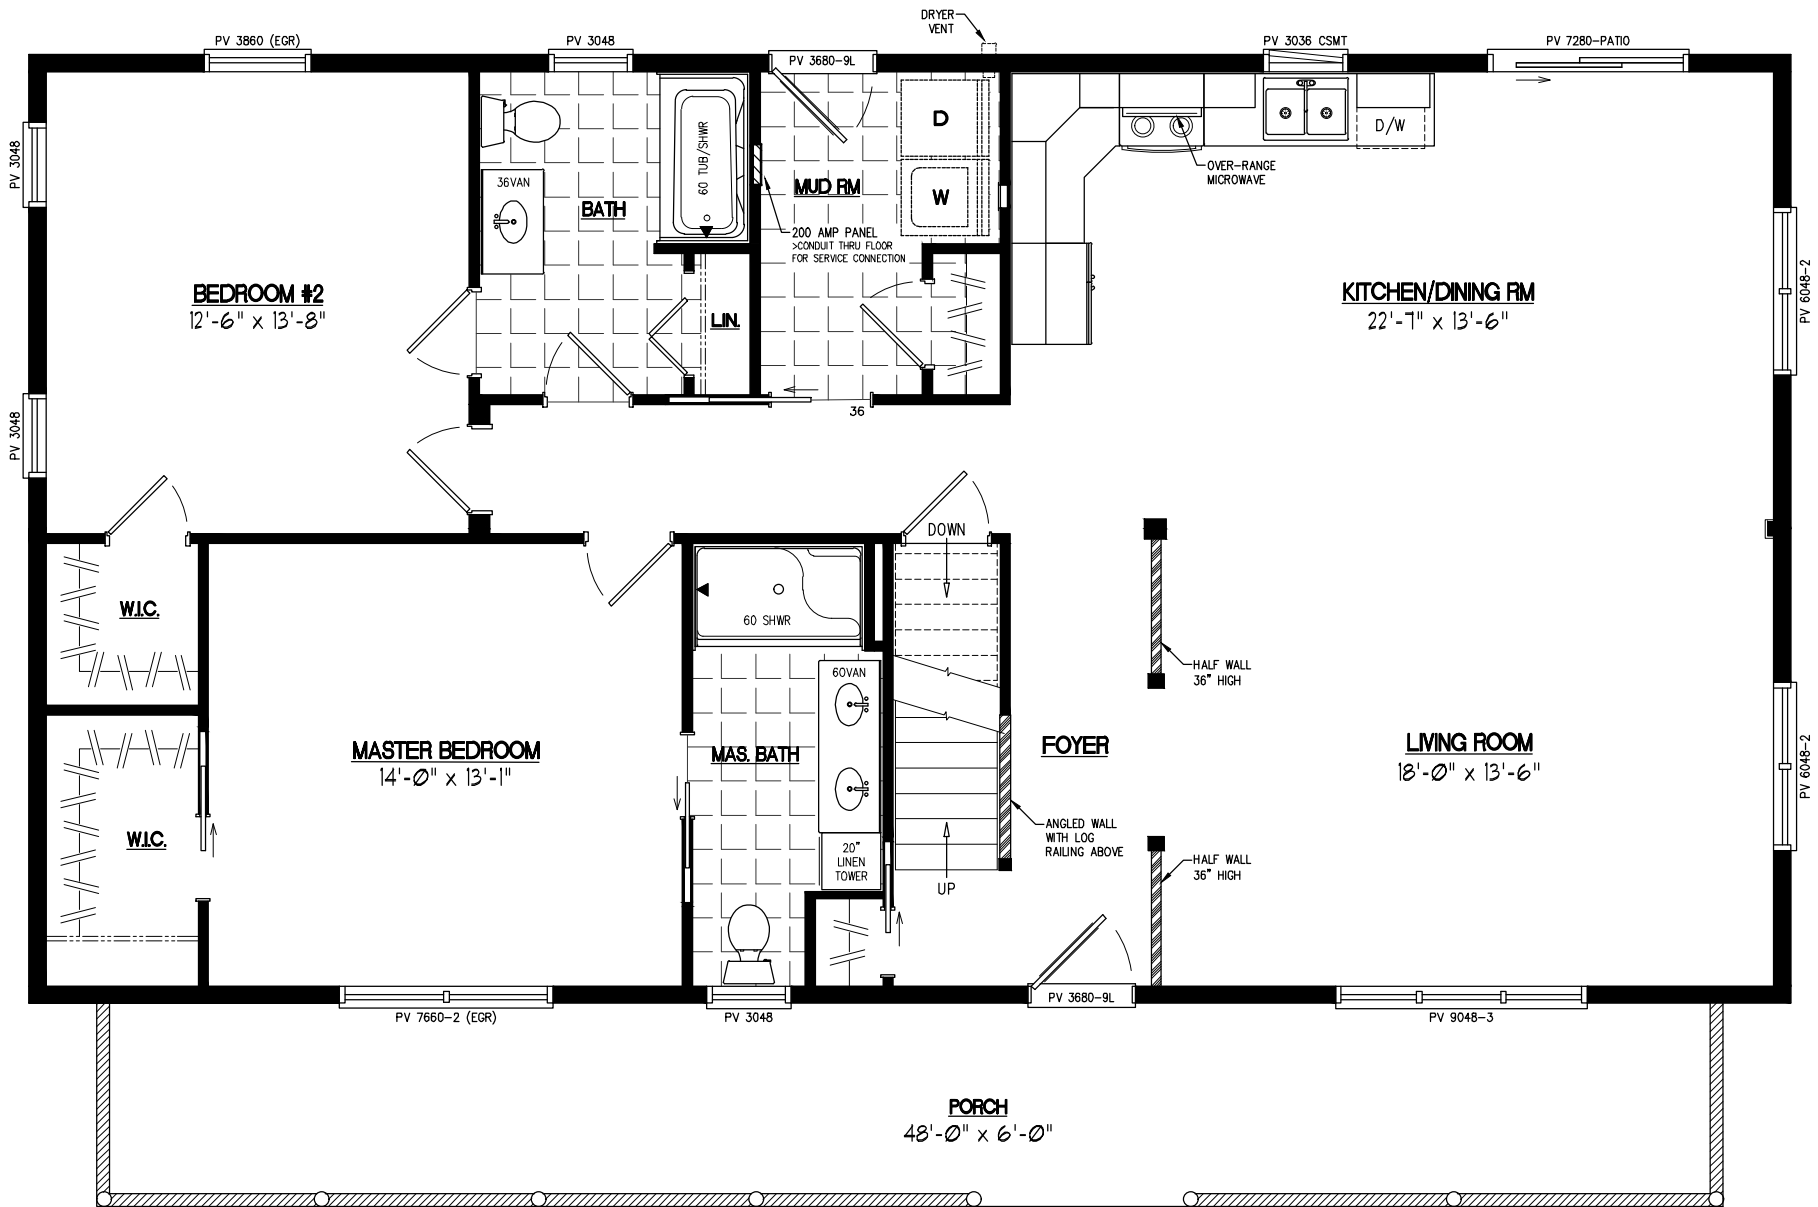 DRYER
VENT
PV 3860 (EGR)
PV 3048
PV 3680-9L
PV 3036 CSMT
PV 7280-PATIO
PV 3048
60 TUB/SHWR
D
D/W
OVER-RANGE
MICROWAVE
36VAN
MUD RM
W
BATH
200 AMP PANEL
>CONDUIT THRU FLOOR
FOR SERVICE CONNECTION
BEDROOM #2
12'-6" x 13'-8"
LIN.
KITCHEN/DINING RM
22'-7" x 13'-6"
PV 6048-2
PV 3048
36
DOWN
W.I.C.
60 SHWR
HALF WALL
36" HIGH
60VAN
MASTER BEDROOM
14'-0" x 13'-1"
MAS. BATH
FOYER
LIVING ROOM
18'-0" x 13'-6"
PV 6048-2
W.I.C.
ANGLED WALL
WITH LOG
RAILING ABOVE
20"
LINEN
TOWER
UP
HALF WALL
36" HIGH
PV 7660-2 (EGR)
PV 3048
PV 3680-9L
PV 9048-3
PORCH
48'-0" x 6'-0"